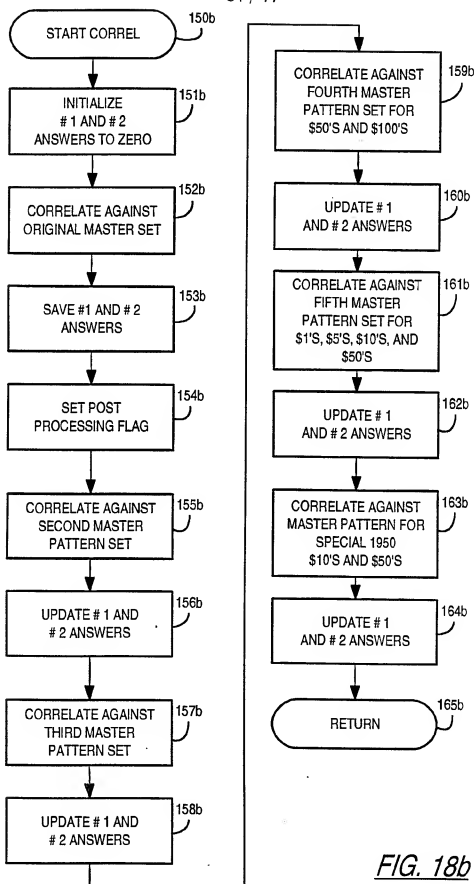 START CORREL
150b
INITIALIZE
# 1 AND # 2
ANSWERS TO ZERO
151b
CORRELATE AGAINST
ORIGINAL MASTER SET
152b
SAVE #1 AND # 2
ANSWERS
153b
SET POST
PROCESSING FLAG
154b
CORRELATE AGAINST
SECOND MASTER
PATTERN SET
155b
UPDATE # 1 AND
# 2 ANSWERS
156b
CORRELATE AGAINST
THIRD MASTER
PATTERN SET
157b
UPDATE # 1 AND
# 2 ANSWERS
158b
CORRELATE AGAINST
FOURTH MASTER
PATTERN SET FOR
$50'S AND $100'S
159b
UPDATE # 1
AND # 2 ANSWERS
160b
CORRELATE AGAINST
FIFTH MASTER
PATTERN SET FOR
$1'S, $5'S, $10'S, AND
$50'S
161b
UPDATE # 1
AND # 2 ANSWERS
162b
CORRELATE AGAINST
MASTER PATTERN FOR
SPECIAL 1950
$10'S AND $50'S
163b
UPDATE # 1
AND # 2 ANSWERS
164b
RETURN
165b
FIG. 18b